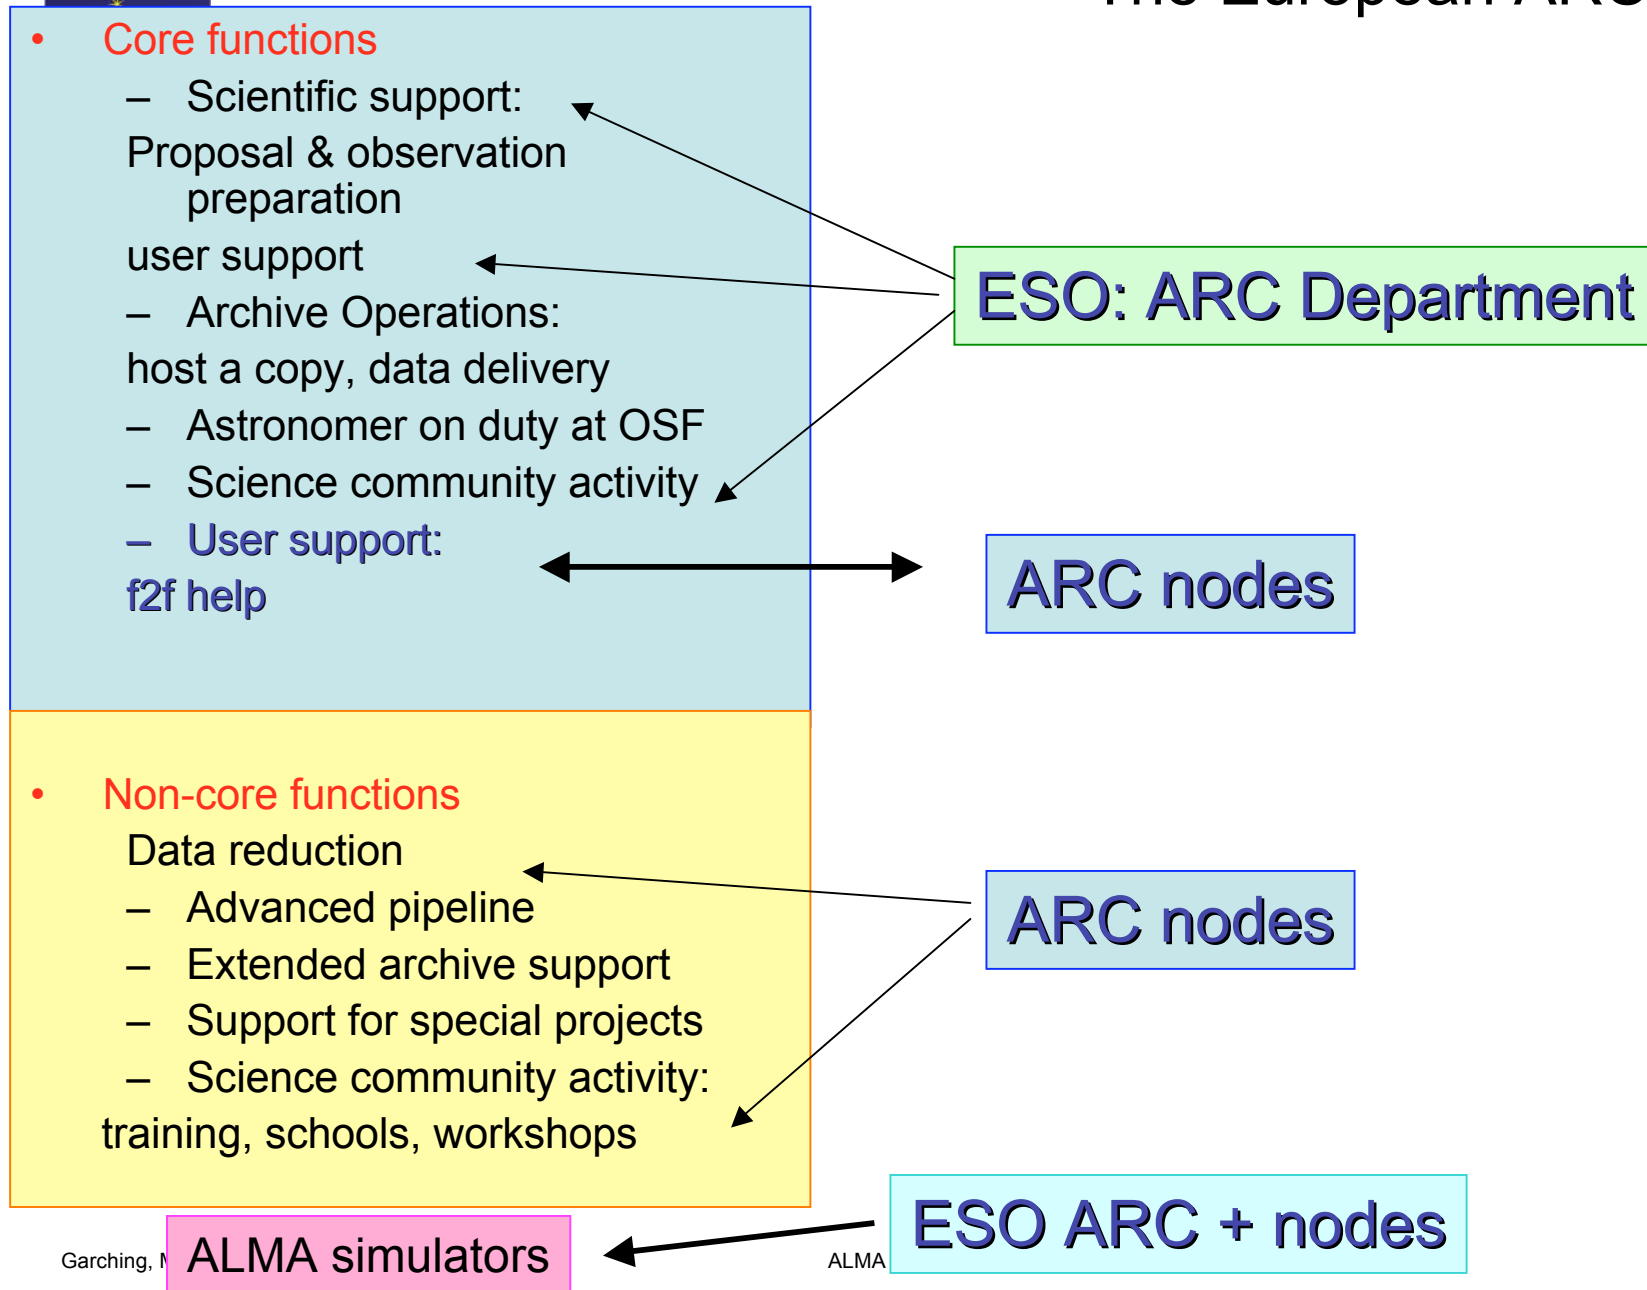 The European ARC
• Core functions
– Scientific support:
Proposal & observation
preparation
user support
– Archive Operations:
host a copy, data delivery
– Astronomer on duty at OSF
– Science community activity
– User support:
f2f help
ESO: ARC Department
ARC nodes
• Non-core functions
Data reduction
– Advanced pipeline
– Extended archive support
– Support for special projects
– Science community activity:
training, schools, workshops
ARC nodes
ESO ARC + nodes
ALMA simulators
Garching,
ALMA